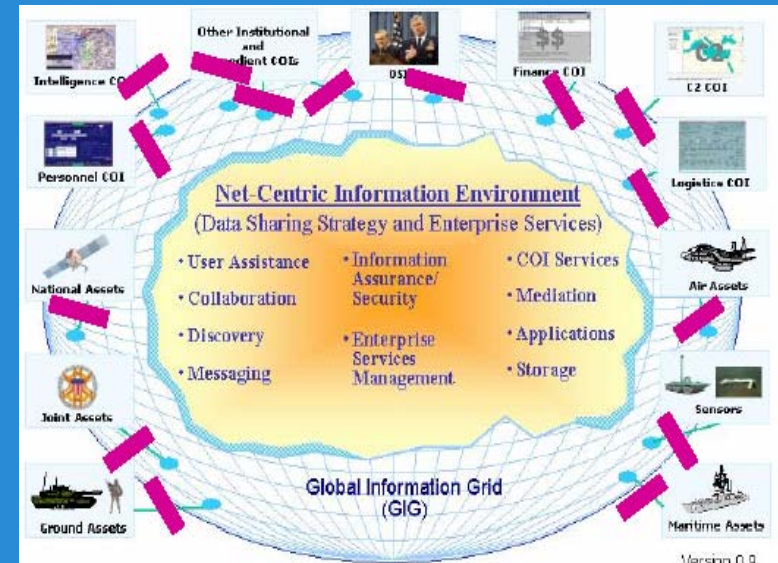 Other Institutional
and
COIs
Intelligence
Finance COI
$$
C2
C2 COI
Personnel COI
Logistics COI
Net-Centric Information Environment
(Data Sharing Strategy and Enterprise Services)
• User Assistance
• Collaboration
• Discovery
• Messaging
• Information
Assurance/
Security
• Enterprise
Services
Management
• COI Services
• Mediation
• Applications
• Storage
National Assets
Air Assets
Joint Assets
Sensors
Ground Assets
Maritime Assets
Global Information Grid
(GIG)
Version 0.9